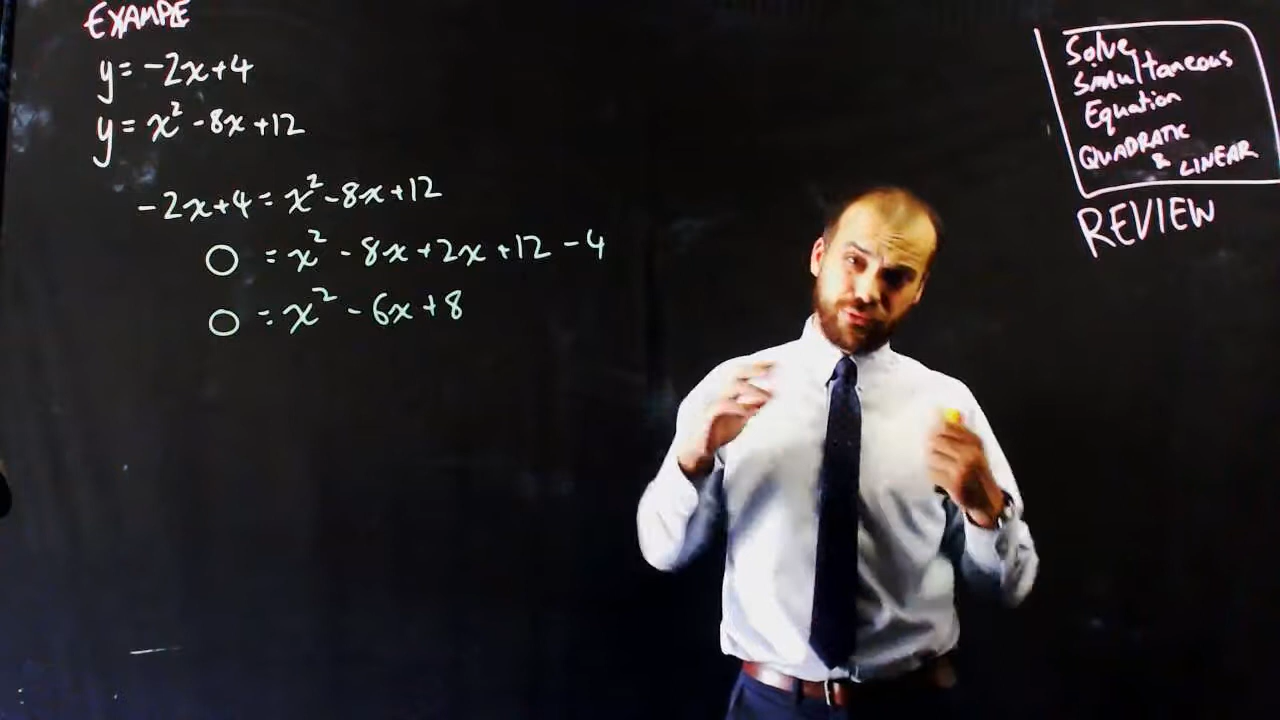 EXAMPLE
y = -2x + 4
y = x² - 8x + 12
-2x + 4 = x² - 8x + 12
0 = x² - 8x + 2x + 12 - 4
0 = x² - 6x + 8
Solve
Simultaneous
Equation
QUADRATIC
& LINEAR
REVIEW